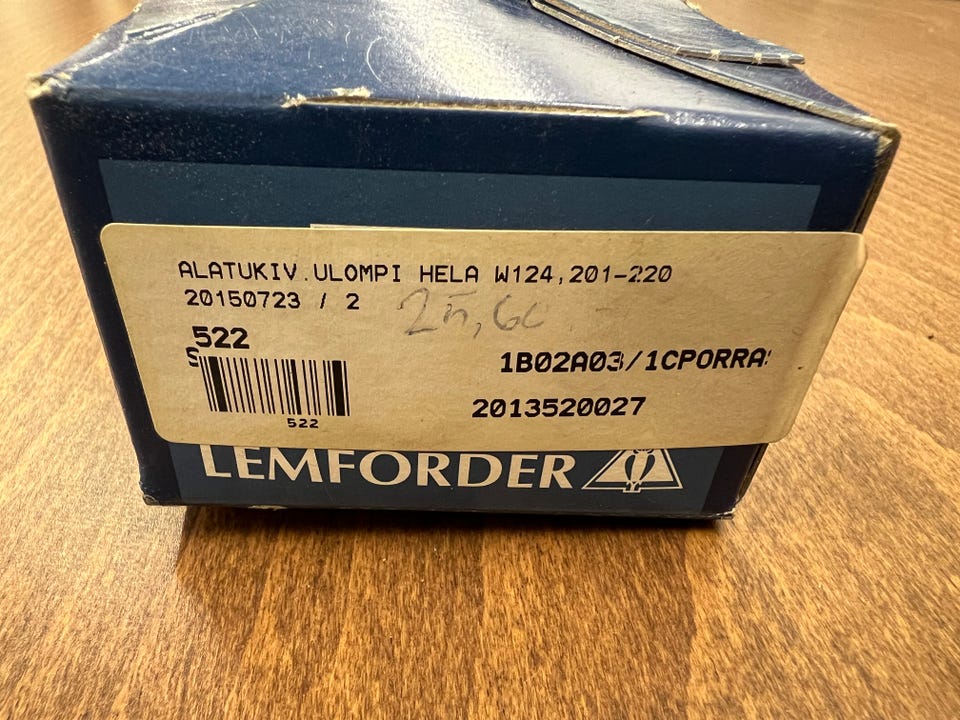 ALATUKIV.ULOMPI HELA W124,201-220
20150723 / 2
522
S
1B02A03/1CPORRA
522
2013520027
LEMFORDER